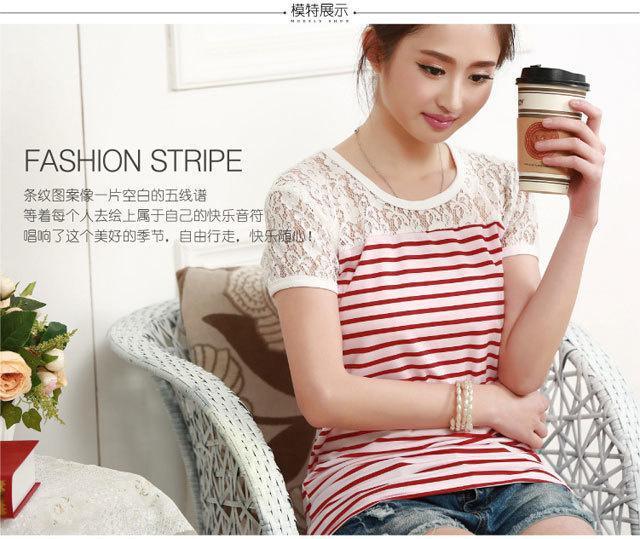 模特展示
MODELS SHOW
FASHION STRIPE
条纹图案像一片空白的五线谱
等着每个人去绘上属于自己的快乐音符
唱响了这个美好的季节，自由行走，快乐随心！